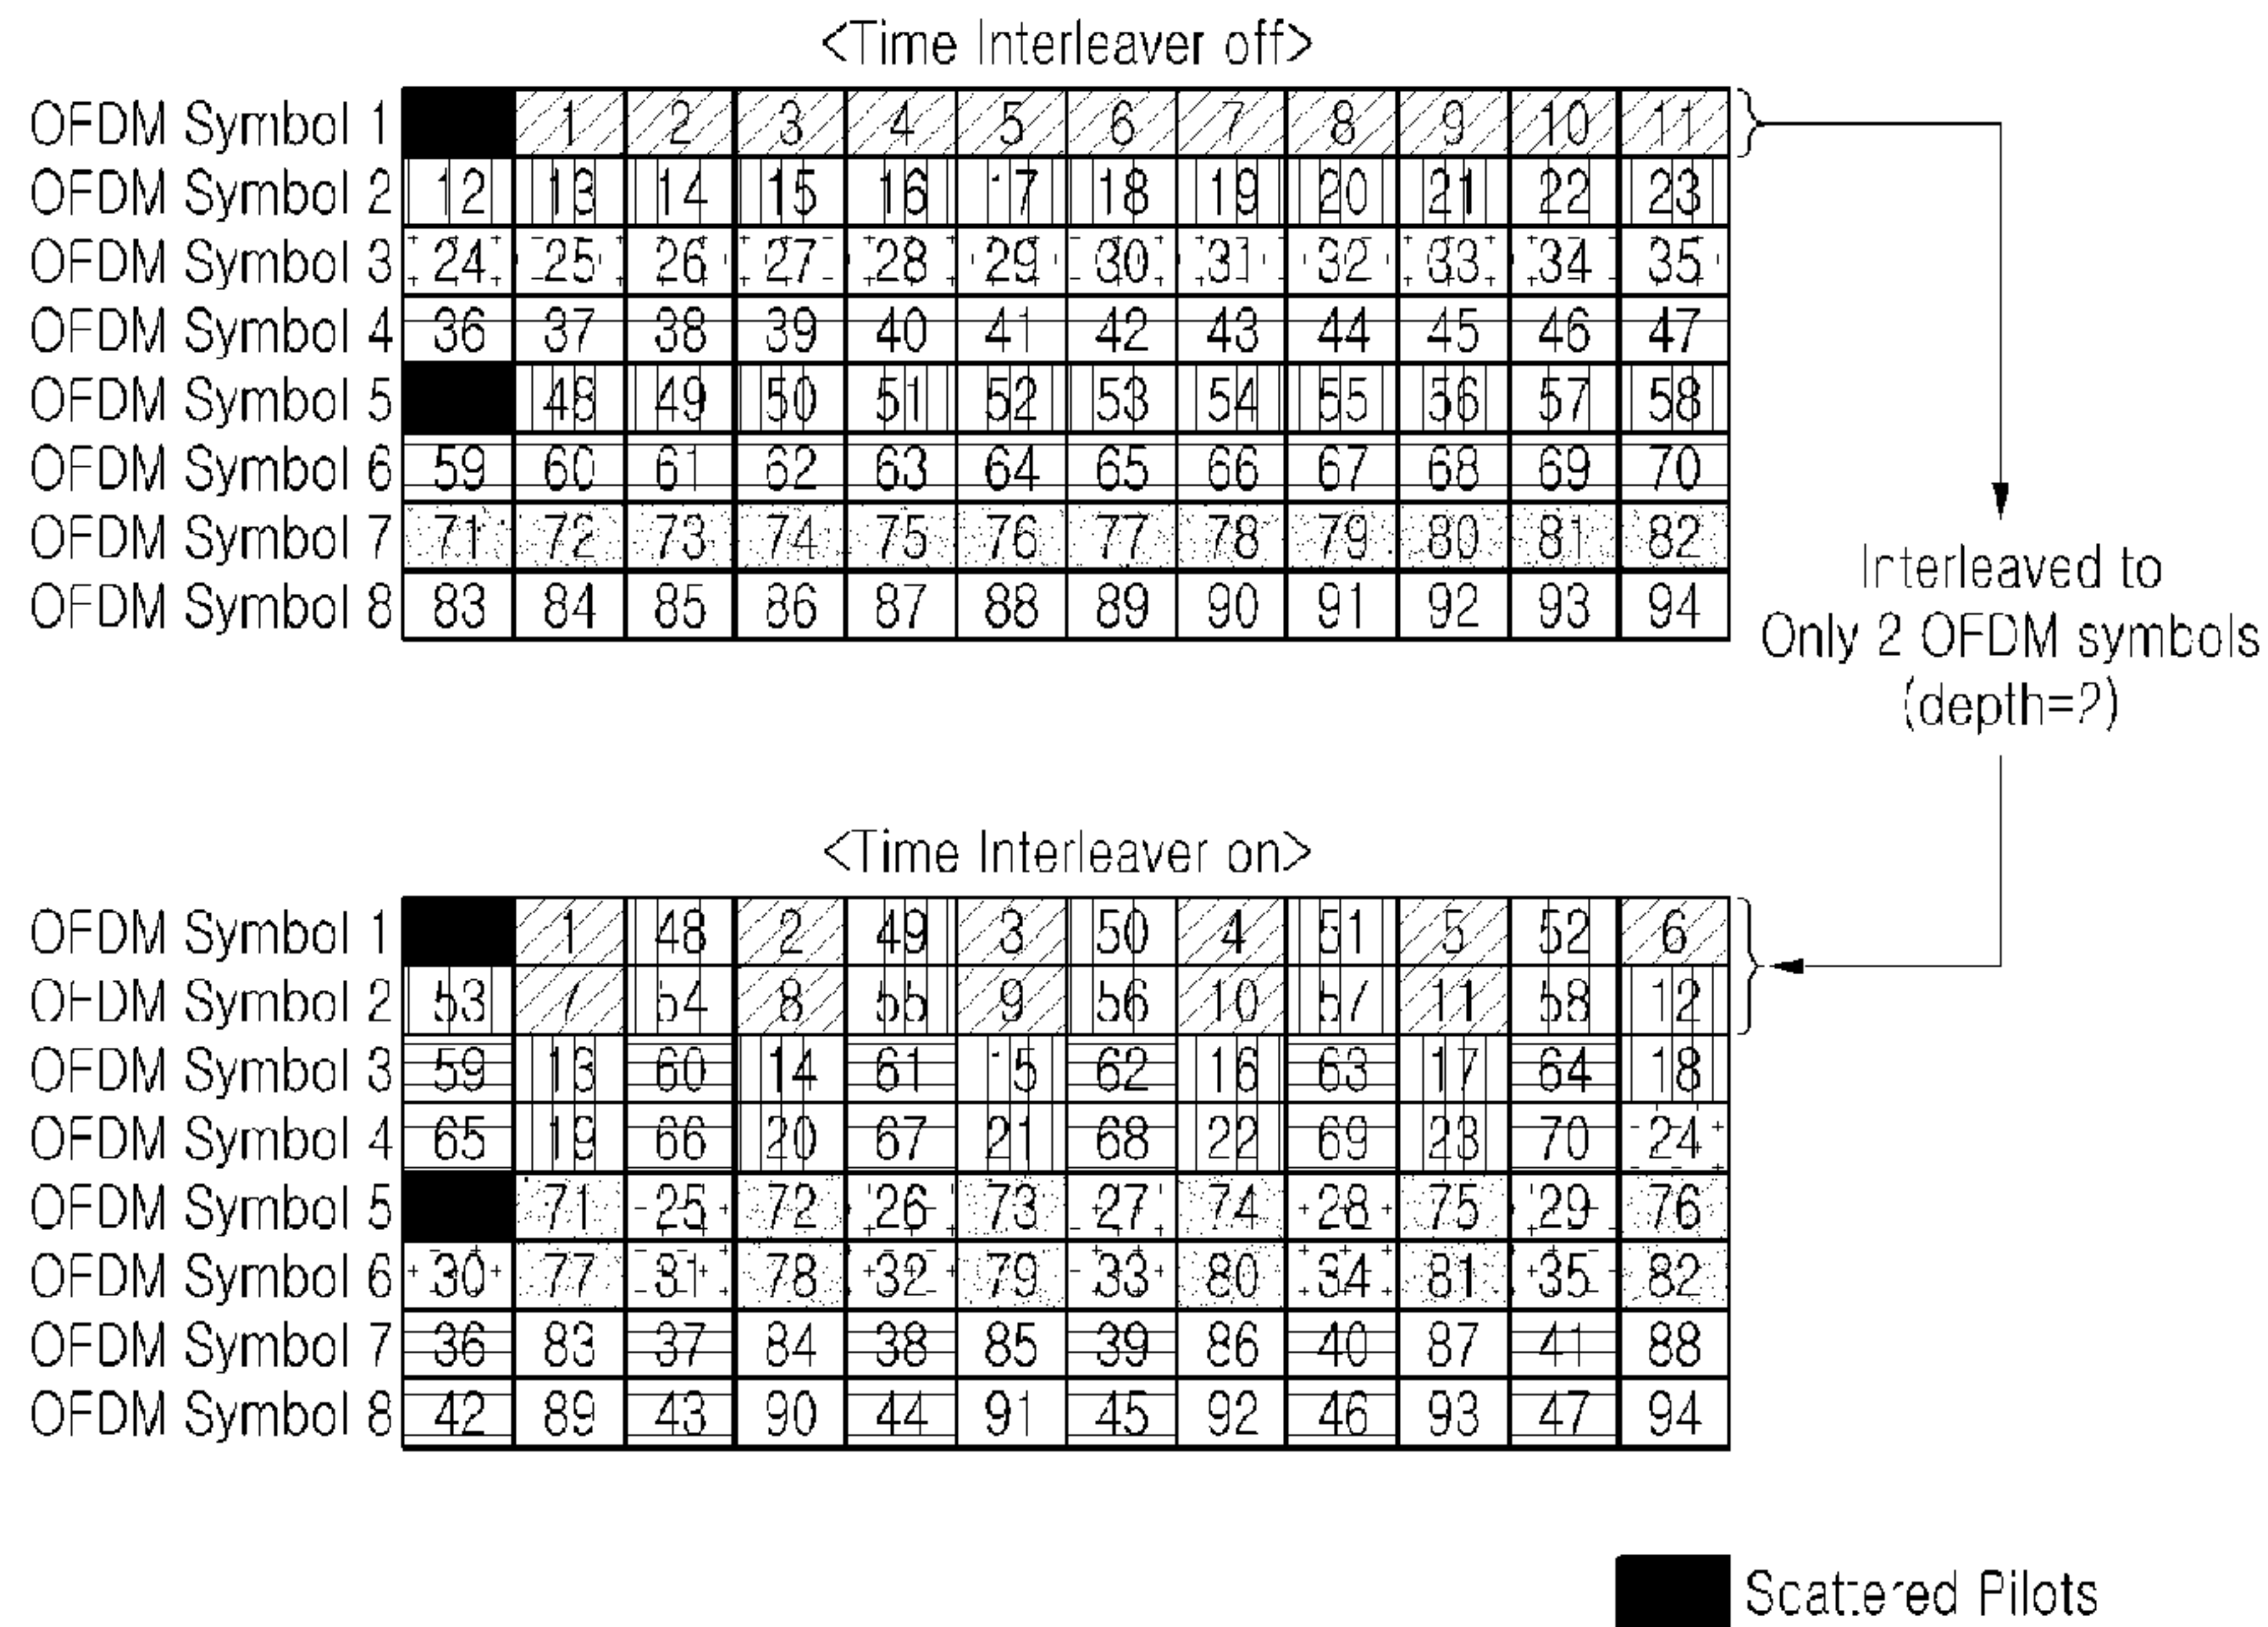 <Time Interleaver off>
OFDM Symbol 1 1 2 3 4 5 6 7 8 9 10 11
OFDM Symbol 2 12 13 14 15 16 17 18 19 20 21 22 23
OFDM Symbol 3 24 25 26 27 28 29 30 31 32 33 34 35
OFDM Symbol 4 36 37 38 39 40 41 42 43 44 45 46 47
OFDM Symbol 5 48 49 50 51 52 53 54 55 56 57 58
OFDM Symbol 6 59 60 61 62 63 64 65 66 67 68 69 70
OFDM Symbol 7 71 72 73 74 75 76 77 78 79 80 81 82
OFDM Symbol 8 83 84 85 86 87 88 89 90 91 92 93 94
Interleaved to
Only 2 OFDM symbols
(depth=2)
<Time Interleaver on>
OFDM Symbol 1 1 48 2 49 3 50 4 51 5 52 6
OFDM Symbol 2 53 7 54 8 55 9 56 10 57 11 58 12
OFDM Symbol 3 59 13 60 14 61 15 62 16 63 17 64 18
OFDM Symbol 4 65 19 66 20 67 21 68 22 69 23 70 24
OFDM Symbol 5 71 25 72 26 73 27 74 28 75 29 76
OFDM Symbol 6 30 77 31 78 32 79 33 80 34 81 35 82
OFDM Symbol 7 36 83 37 84 38 85 39 86 40 87 41 88
OFDM Symbol 8 42 89 43 90 44 91 45 92 46 93 47 94
Scattered Pilots